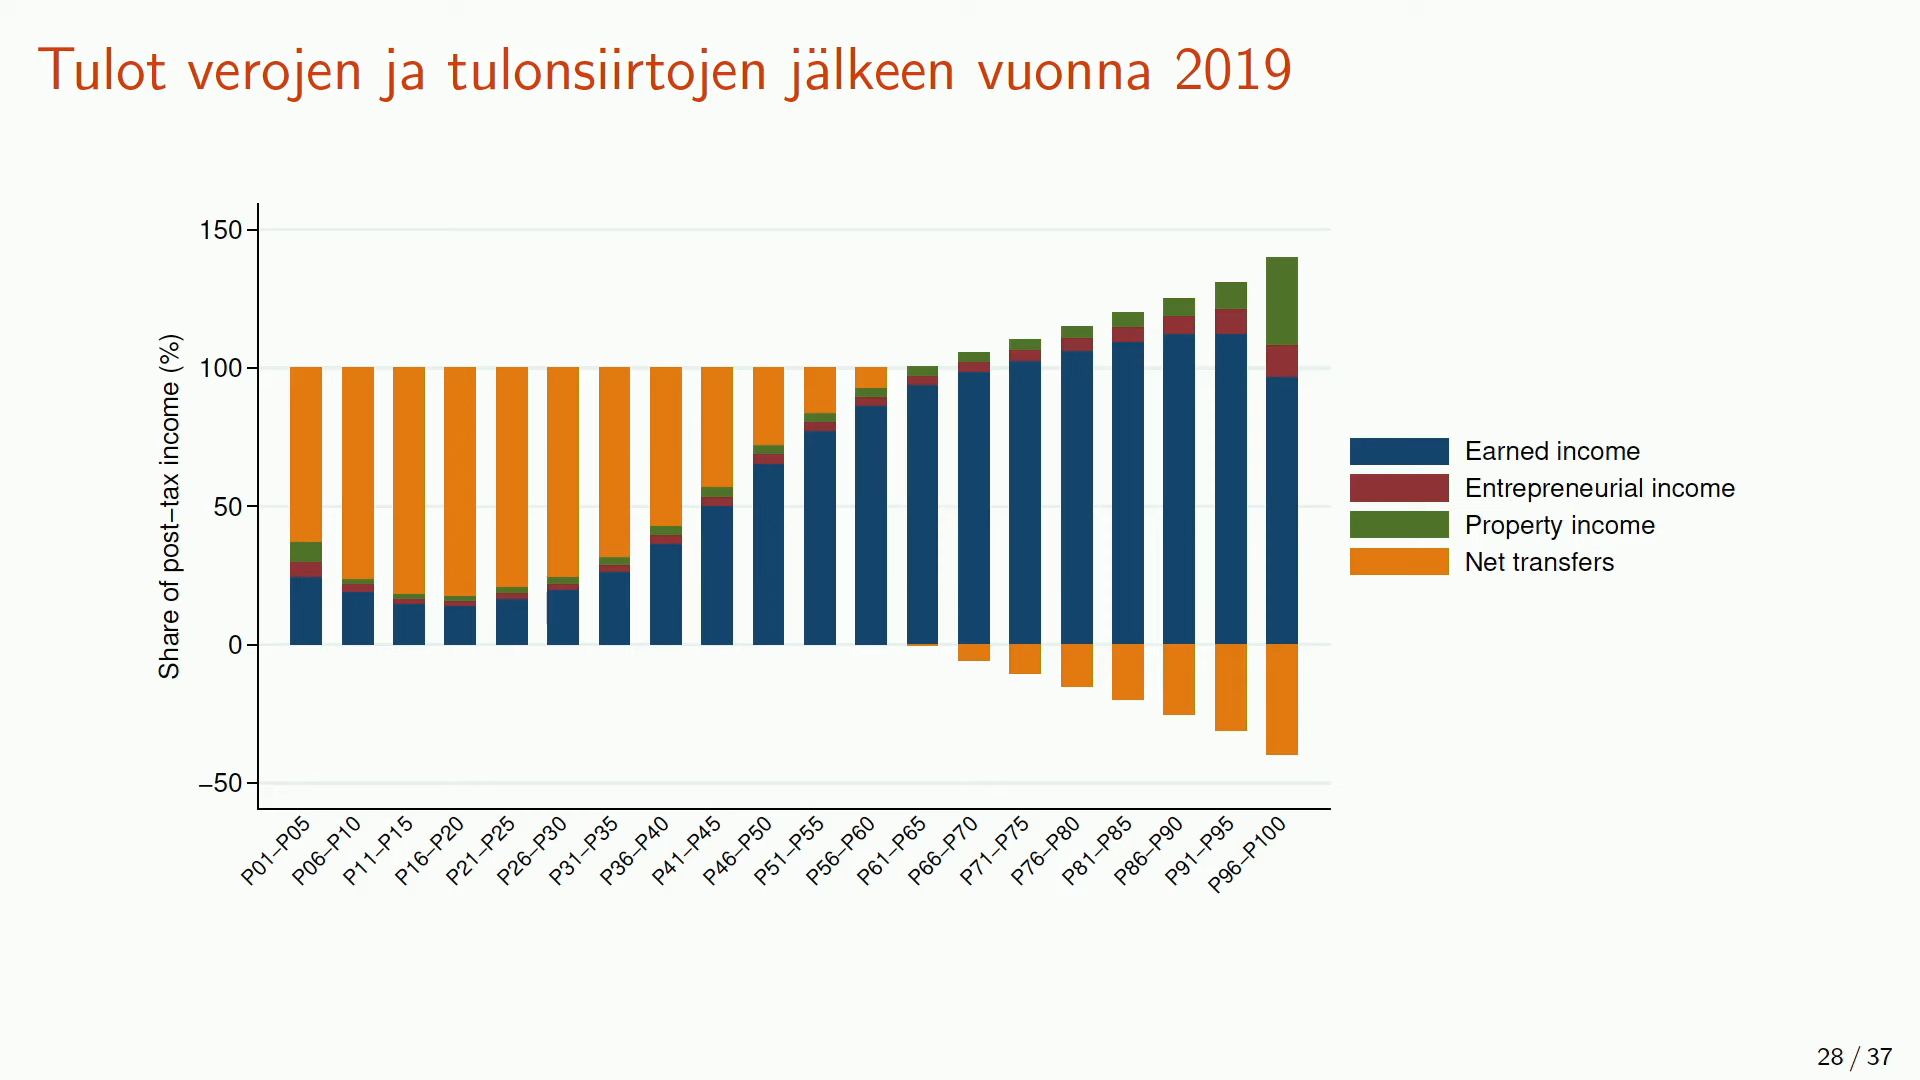 Tulot verojen ja tulonsiirtojen jälkeen vuonna 2019
Share of post−tax income (%)
150
100
50
0
−50
P01−P05
P06−P10
P11−P15
P16−P20
P21−P25
P26−P30
P31−P35
P36−P40
P41−P45
P46−P50
P51−P55
P56−P60
P61−P65
P66−P70
P71−P75
P76−P80
P81−P85
P86−P90
P91−P95
P96−P100
Earned income
Entrepreneurial income
Property income
Net transfers
28 / 37